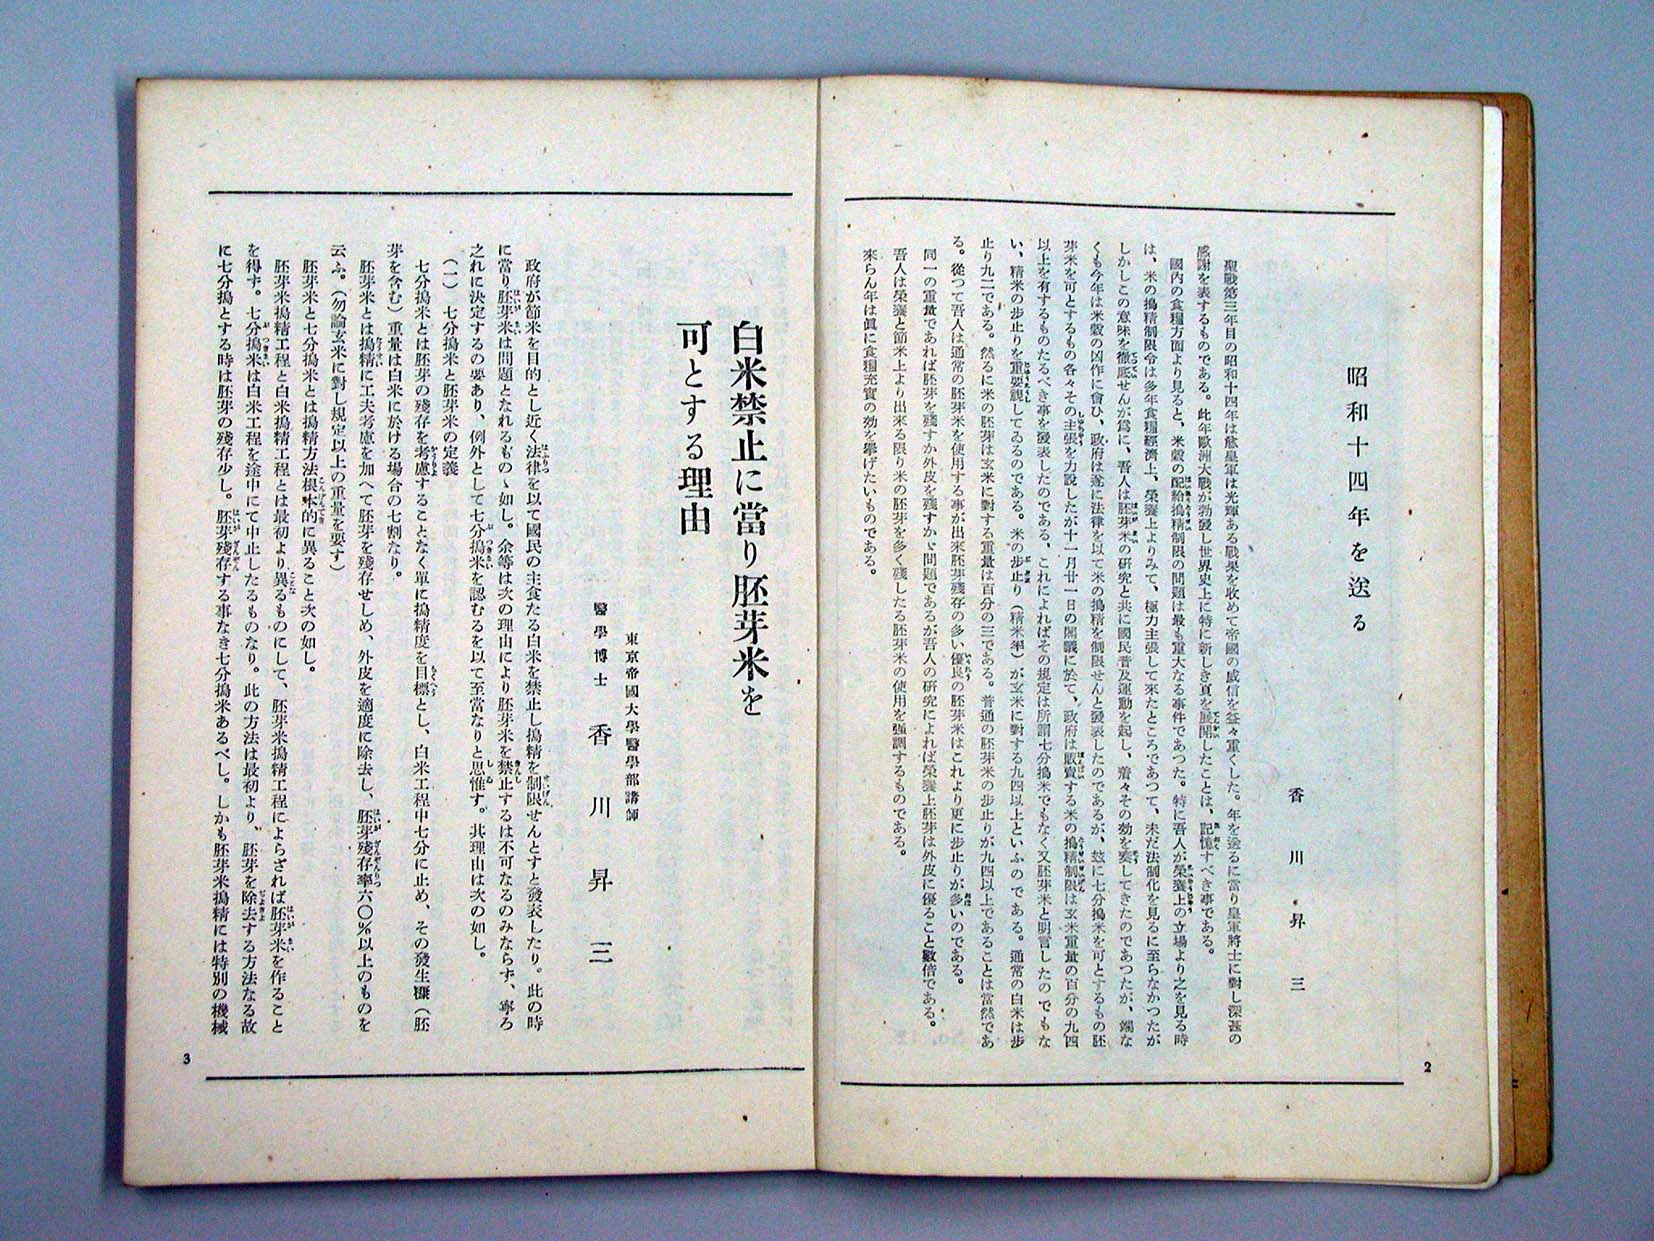 昭和十四年を送る
香川昇三
聖戰第三年目の昭和十四年は愈皇軍は光輝ある戰果を收めて帝國の威信を益々重くした。年を送るに當り皇軍將士に對し深甚の
感謝を表するものである。此年歐洲大戰が勃發し世界史上に特に新しき頁を展開したことは、記憶すべき事である。
國内の食糧方面より見ると、米穀の配給搗精制限の問題は最も重大なる事件であつた。特に吾人が榮養上の立場より之を見る時
は、米の搗精制限令は多年食糧經濟上、榮養上よりみて、極力主張して來たところであつて、未だ法制化を見るに至らなかつたが
しかしこの意味を徹底せんが爲に、吾人は胚芽米の研究と共に國民普及運動を起し、着々その効を奏してきたのであつたが、端な
くも今年は米穀の凶作に會ひ、政府は遂に法律を以て米の搗精を制限せんと發表したのであるが、玆に七分搗米を可とするもの胚
芽米を可とするもの各々その主張を力說したが十一月廿一日の閣議に於て、政府は販賣する米の搗精制限は玄米重量の百分の九四
以上を有するものたるべき事を發表したのである、これによればその規定は所謂七分搗米でもなく又胚芽米と明言したのでもな
い、精米の步止りを重要視してゐるのである。米の步止り（精米率）が玄米に對する九四以上といふのである。通常の白米は步
止り九二である。然るに米の胚芽は玄米に對する重量は百分の三である。普通の胚芽米の步止りが九四以上であることは當然であ
る。從つて吾人は通常の胚芽米を使用する事が出來胚芽殘存の多い優良の胚芽米はこれより更に步止りが多いのである。
同一の重量であれば胚芽を殘すか外皮を殘すかゞ問題であるが吾人の研究によれば榮養上胚芽は外皮に優ること數倍である。
吾人は榮養と節米上より出來る限り米の胚芽を多く殘したる胚芽米の使用を强調するものである。
來らん年は眞に食糧充實の効を擧げたいものである。
2
白米禁止に當り胚芽米を
可とする理由
東京帝國大學醫學部講師
醫學博士 香川昇三
政府が節米を目的とし近く法律を以て國民の主食たる白米を禁止し搗精を制限せんとすと發表したり。此の時
に當り胚芽米は問題となれるものゝ如し。余等は次の理由により胚芽米を禁止するは不可なるのみならず、寧ろ
之れに決定するの要あり、例外として七分搗米を認むるを以て至當なりと思惟す。其理由は次の如し。
（一）、七分搗米と胚芽米の定義
七分搗米とは胚芽の殘存を考慮することなく單に搗精度を目標とし、白米工程中七分に止め、その發生糠（胚
芽を含む）重量は白米に於ける場合の七割なり。
胚芽米とは搗精に工夫考慮を加へて胚芽を殘存せしめ、外皮を適度に除去し、胚芽殘存率六〇％以上のものを
云ふ。（勿論玄米に對し規定以上の重量を要す）
胚芽米と七分搗米とは搗精方法根本的に異ること次の如し。
胚芽米搗精工程と白米搗精工程とは最初より異るものにして、胚芽米搗精工程によらざれば胚芽米を作ること
を得ず。七分搗米は白米工程を途中にて中止したるものなり。此の方法は最初より、胚芽を除去する方法なる故
に七分搗とする時は胚芽の殘存少し。胚芽殘存する事なき七分搗米あるべし。しかも胚芽米搗精には特別の機械
3